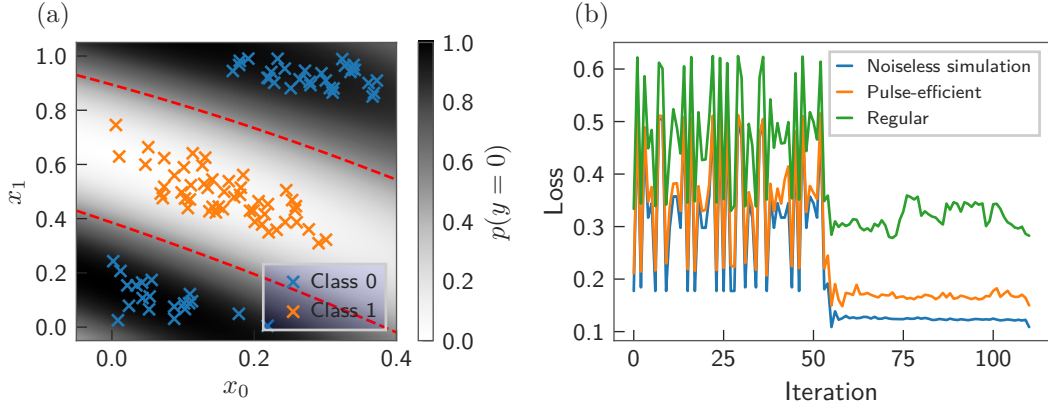 (a)
1.0
0.8
0.6
0.4
0.2
0.0
x₁
0.0
0.2
0.4
x₀
Class 0
Class 1
1.0
0.8
0.6
0.4
0.2
0.0
p(y = 0)
(b)
Noiseless simulation
Pulse-efficient
Regular
0.6
0.5
0.4
0.3
0.2
0.1
Loss
0
25
50
75
100
Iteration